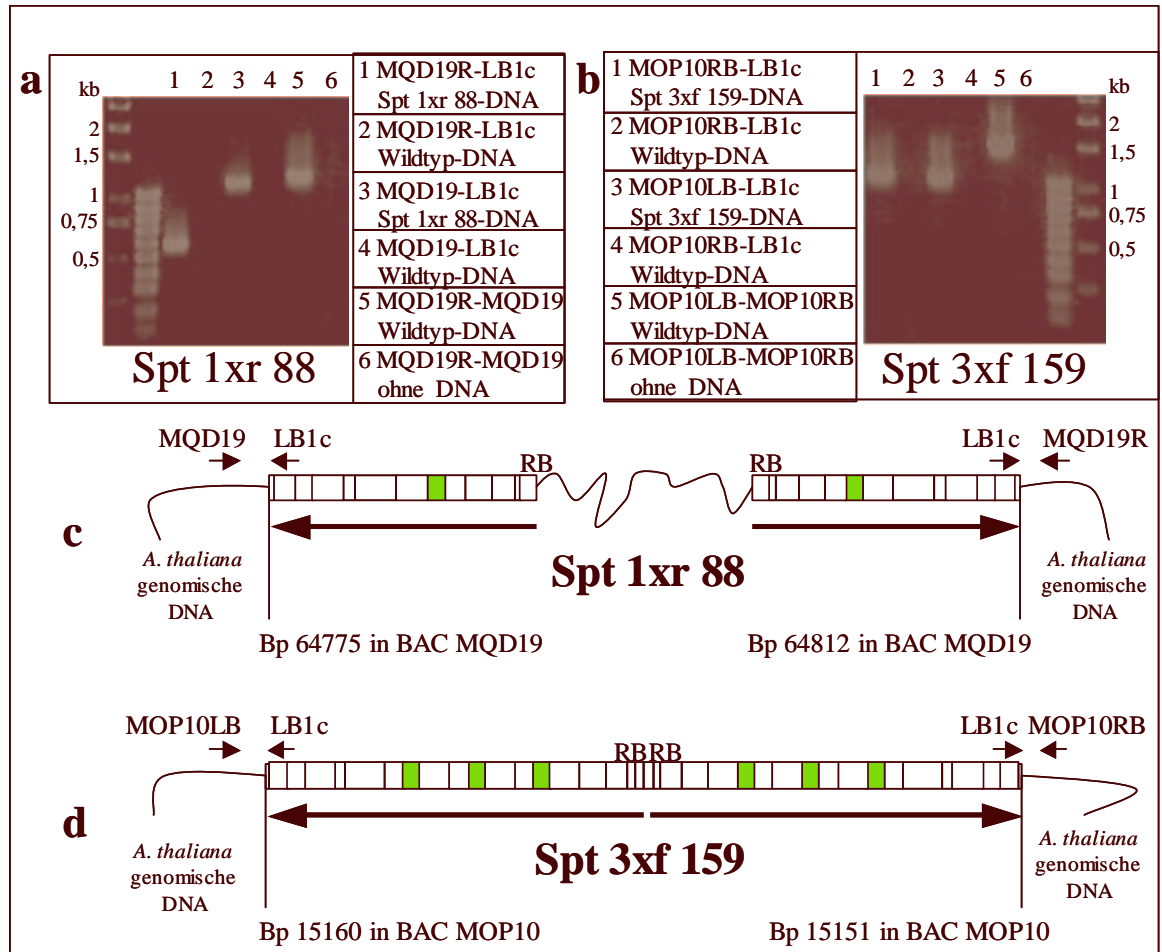 a
kb
1 2 3 4 5 6
2
1,5
1
0,75
0,5
Spt 1xr 88
1 MQD19R-LB1c
Spt 1xr 88-DNA
2 MQD19R-LB1c
Wildtyp-DNA
3 MQD19-LB1c
Spt 1xr 88-DNA
4 MQD19-LB1c
Wildtyp-DNA
5 MQD19R-MQD19
Wildtyp-DNA
6 MQD19R-MQD19
ohne DNA
b
1 MOP10RB-LB1c
Spt 3xf 159-DNA
2 MOP10RB-LB1c
Wildtyp-DNA
3 MOP10LB-LB1c
Spt 3xf 159-DNA
4 MOP10RB-LB1c
Wildtyp-DNA
5 MOP10LB-MOP10RB
Wildtyp-DNA
6 MOP10LB-MOP10RB
ohne DNA
1 2 3 4 5 6
kb
2
1,5
1
0,75
0,5
Spt 3xf 159
MQD19 LB1c RB RB LB1c MQD19R
c
Spt 1xr 88
A. thaliana
genomische
DNA
A. thaliana
genomische
DNA
Bp 64775 in BAC MQD19
Bp 64812 in BAC MQD19
MOP10LB LB1c RB RB LB1c MOP10RB
d
Spt 3xf 159
A. thaliana
genomische
DNA
A. thaliana
genomische
DNA
Bp 15160 in BAC MOP10
Bp 15151 in BAC MOP10